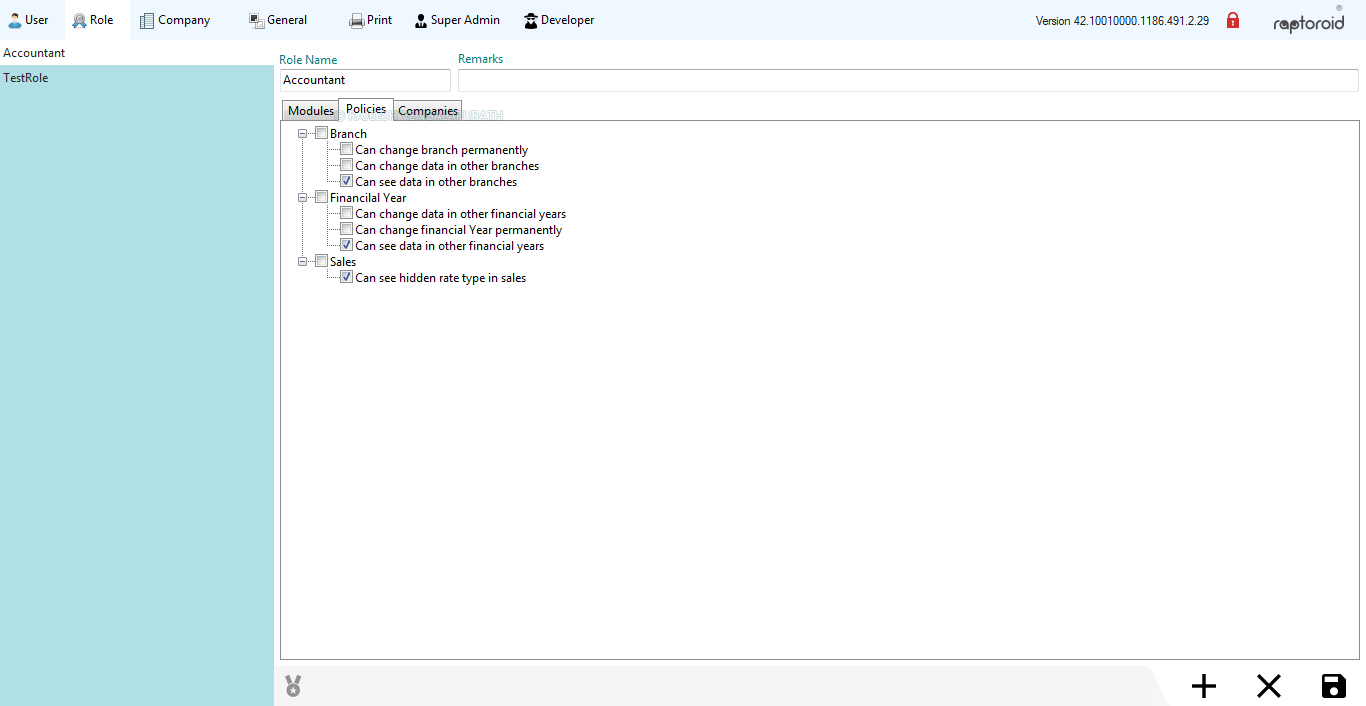 User Role Company General Print Super Admin Developer Version 42.10010000.1186.491.2.29 raptoroid ®
Accountant
TestRole
Role Name Remarks
Accountant
Modules Policies Companies
Branch
Can change branch permanently
Can change data in other branches
Can see data in other branches
Financilal Year
Can change data in other financial years
Can change financial Year permanently
Can see data in other financial years
Sales
Can see hidden rate type in sales